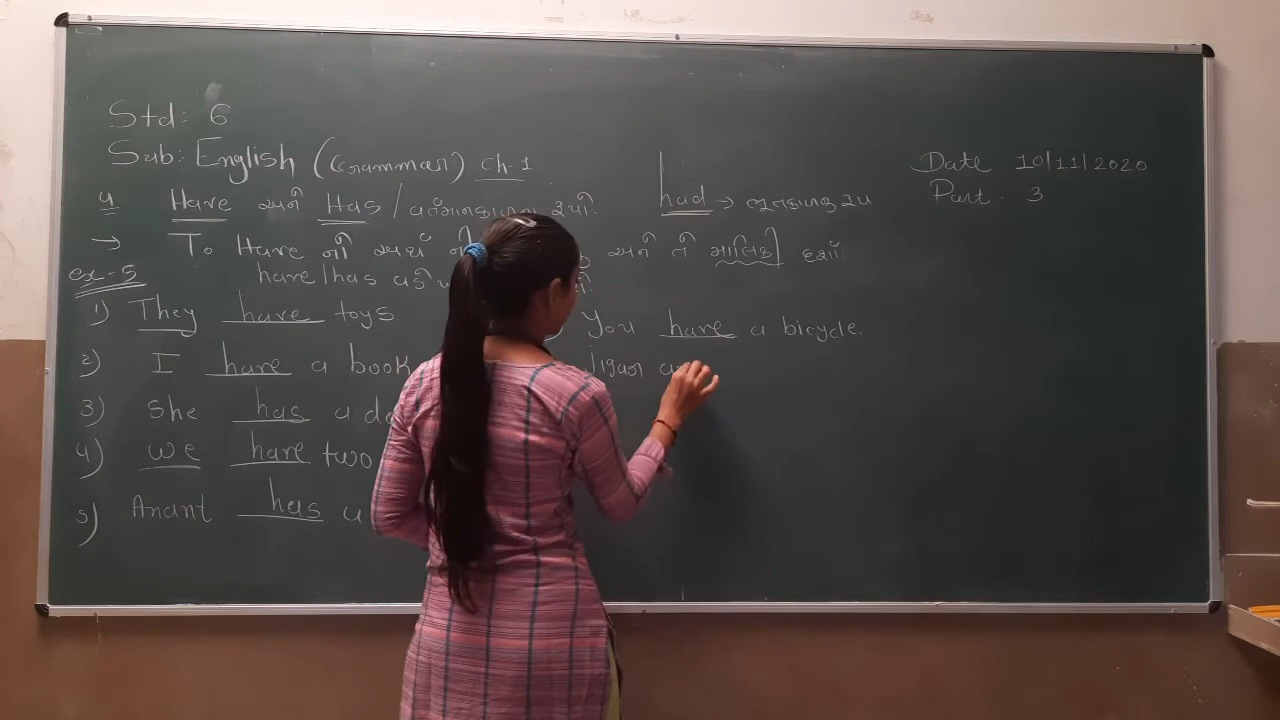 Std: 6
Sub: English (Grammar) Ch-1
Date. 10/11/2020
Part. 3
૫ Have અને Has / વર્તમાનકાળના રૂપો.
had → ભૂતકાળનું રૂપ
→ To Have નો અર્થ અને તે માલિકી દર્શા
ex-5 have/has
1) They have toys
You have a bicycle.
2) I have a book
3) She has a
4) we have two
5) Anant has a